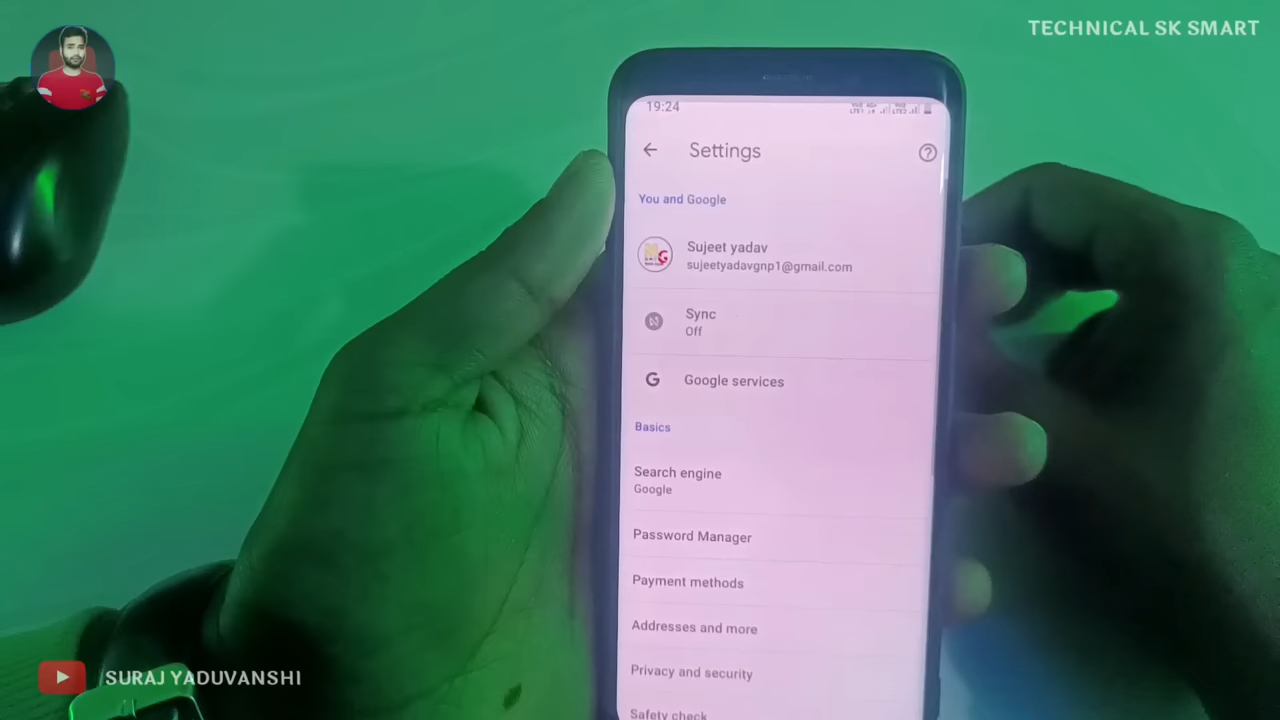 TECHNICAL SK SMART
19:24
Settings
You and Google
Sujeet yadav
sujeetyadavgnp1@gmail.com
Sync
Off
Google services
Basics
Search engine
Google
Password Manager
Payment methods
Addresses and more
Privacy and security
Safety check
SURAJ YADUVANSHI